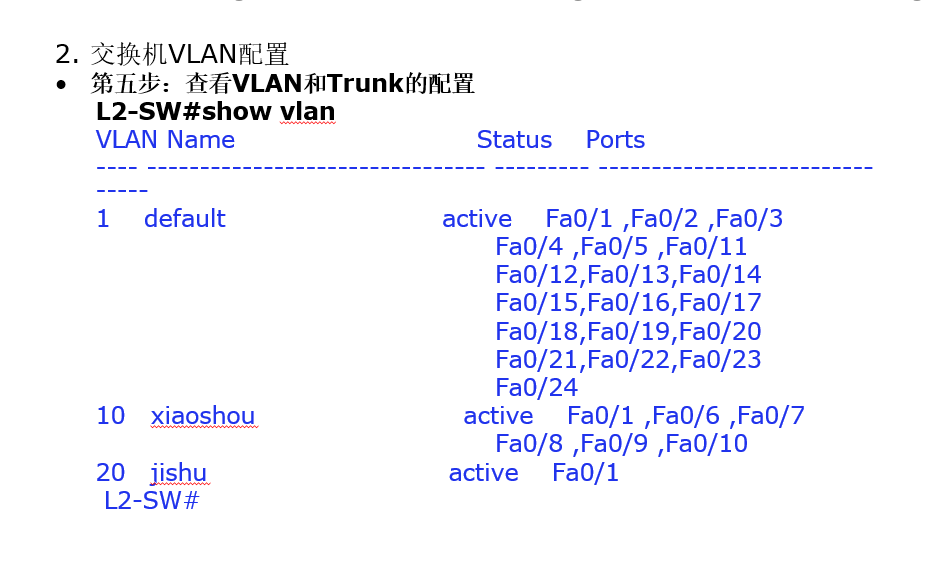 2. 交换机VLAN配置
• 第五步：查看VLAN和Trunk的配置
L2-SW#show vlan
VLAN Name Status Ports
---- -------------------------------- --------- --------------------------
-----
1 default active Fa0/1 ,Fa0/2 ,Fa0/3
Fa0/4 ,Fa0/5 ,Fa0/11
Fa0/12,Fa0/13,Fa0/14
Fa0/15,Fa0/16,Fa0/17
Fa0/18,Fa0/19,Fa0/20
Fa0/21,Fa0/22,Fa0/23
Fa0/24
10 xiaoshou active Fa0/1 ,Fa0/6 ,Fa0/7
Fa0/8 ,Fa0/9 ,Fa0/10
20 jishu active Fa0/1
L2-SW#